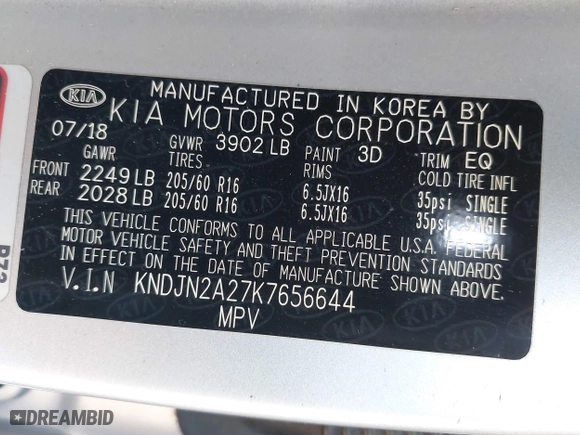 KIA
MANUFACTURED IN KOREA BY
KIA MOTORS CORPORATION
07/18 GVWR 3902 LB PAINT 3D TRIM EQ
GAWR TIRES RIMS COLD TIRE INFL
FRONT 2249 LB 205/60 R16 6.5JX16 35psi SINGLE
REAR 2028 LB 205/60 R16 6.5JX16 35psi SINGLE
THIS VEHICLE CONFORMS TO ALL APPLICABLE U.S.A. FEDERAL
MOTOR VEHICLE SAFETY AND THEFT PREVENTION STANDARDS
IN EFFECT ON THE DATE OF MANUFACTURE SHOWN ABOVE.
V.I.N KNDJN2A27K7656644
MPV
DREAMBID